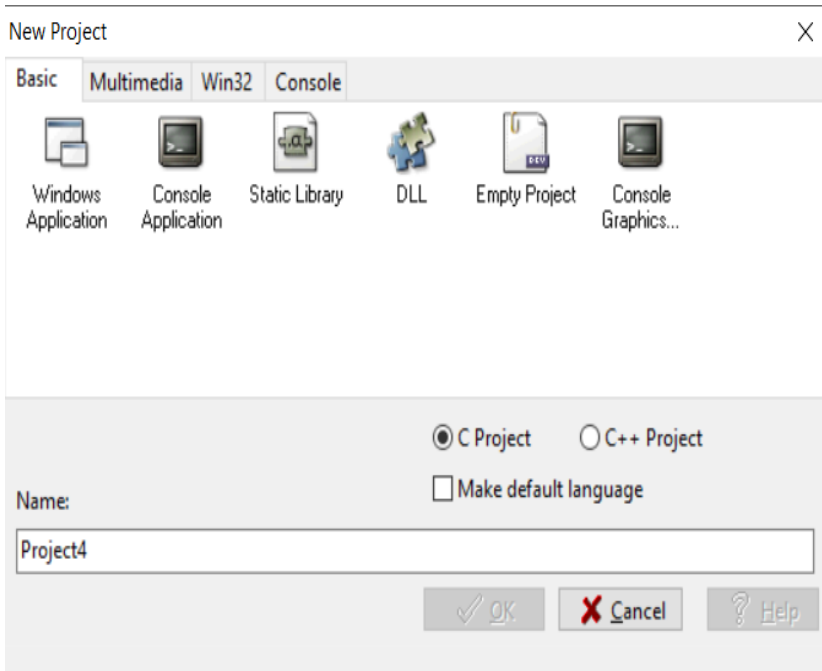 New Project
Basic Multimedia Win32 Console
Windows Application
Console Application
Static Library
DLL
Empty Project
Console Graphics...
C Project C++ Project
Make default language
Name:
Project4
OK Cancel Help